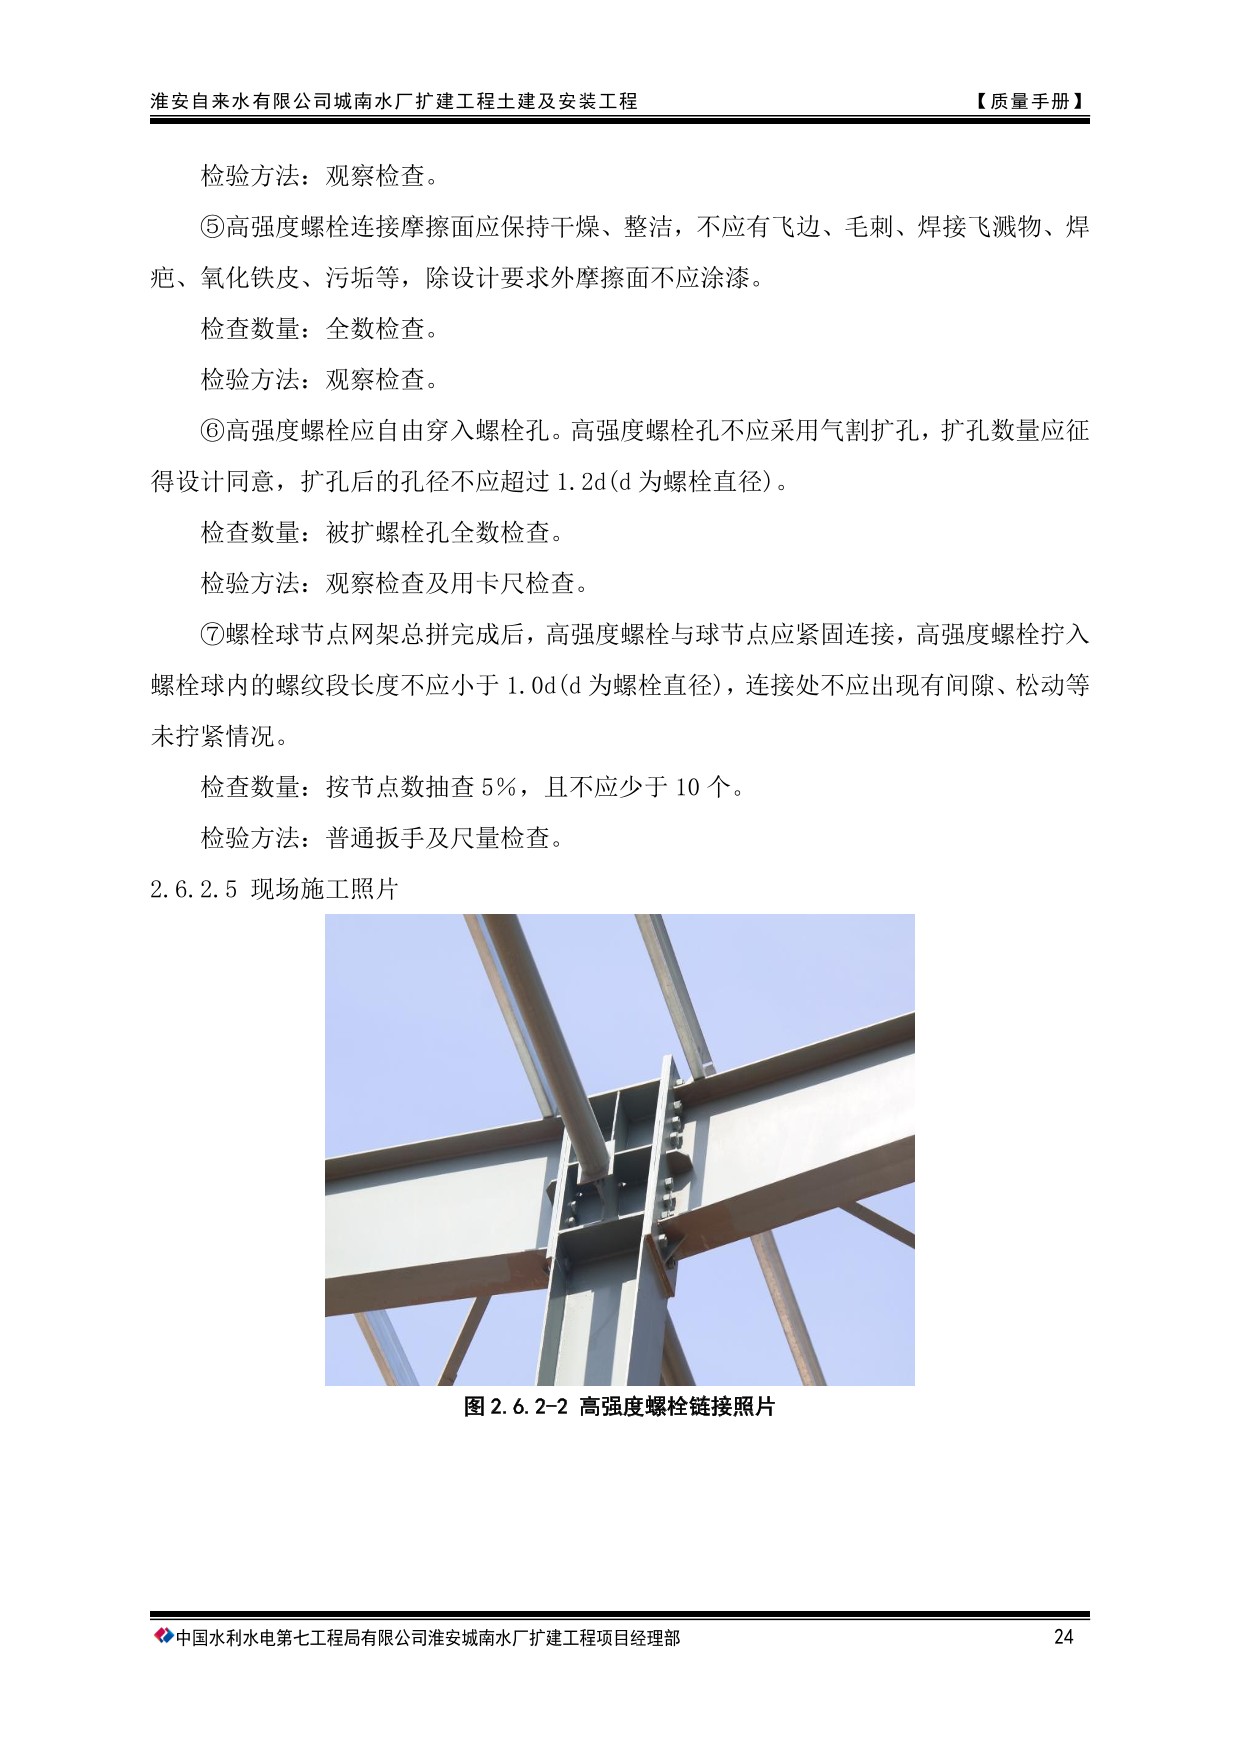 淮安自来水有限公司城南水厂扩建工程土建及安装工程 【质量手册】
检验方法：观察检查。
⑤高强度螺栓连接摩擦面应保持干燥、整洁，不应有飞边、毛刺、焊接飞溅物、焊
疤、氧化铁皮、污垢等，除设计要求外摩擦面不应涂漆。
检查数量：全数检查。
检验方法：观察检查。
⑥高强度螺栓应自由穿入螺栓孔。高强度螺栓孔不应采用气割扩孔，扩孔数量应征
得设计同意，扩孔后的孔径不应超过 1.2d(d 为螺栓直径)。
检查数量：被扩螺栓孔全数检查。
检验方法：观察检查及用卡尺检查。
⑦螺栓球节点网架总拼完成后，高强度螺栓与球节点应紧固连接，高强度螺栓拧入
螺栓球内的螺纹段长度不应小于 1.0d(d 为螺栓直径)，连接处不应出现有间隙、松动等
未拧紧情况。
检查数量：按节点数抽查 5%，且不应少于 10 个。
检验方法：普通扳手及尺量检查。
2.6.2.5 现场施工照片
图 2.6.2-2 高强度螺栓链接照片
中国水利水电第七工程局有限公司淮安城南水厂扩建工程项目经理部 24